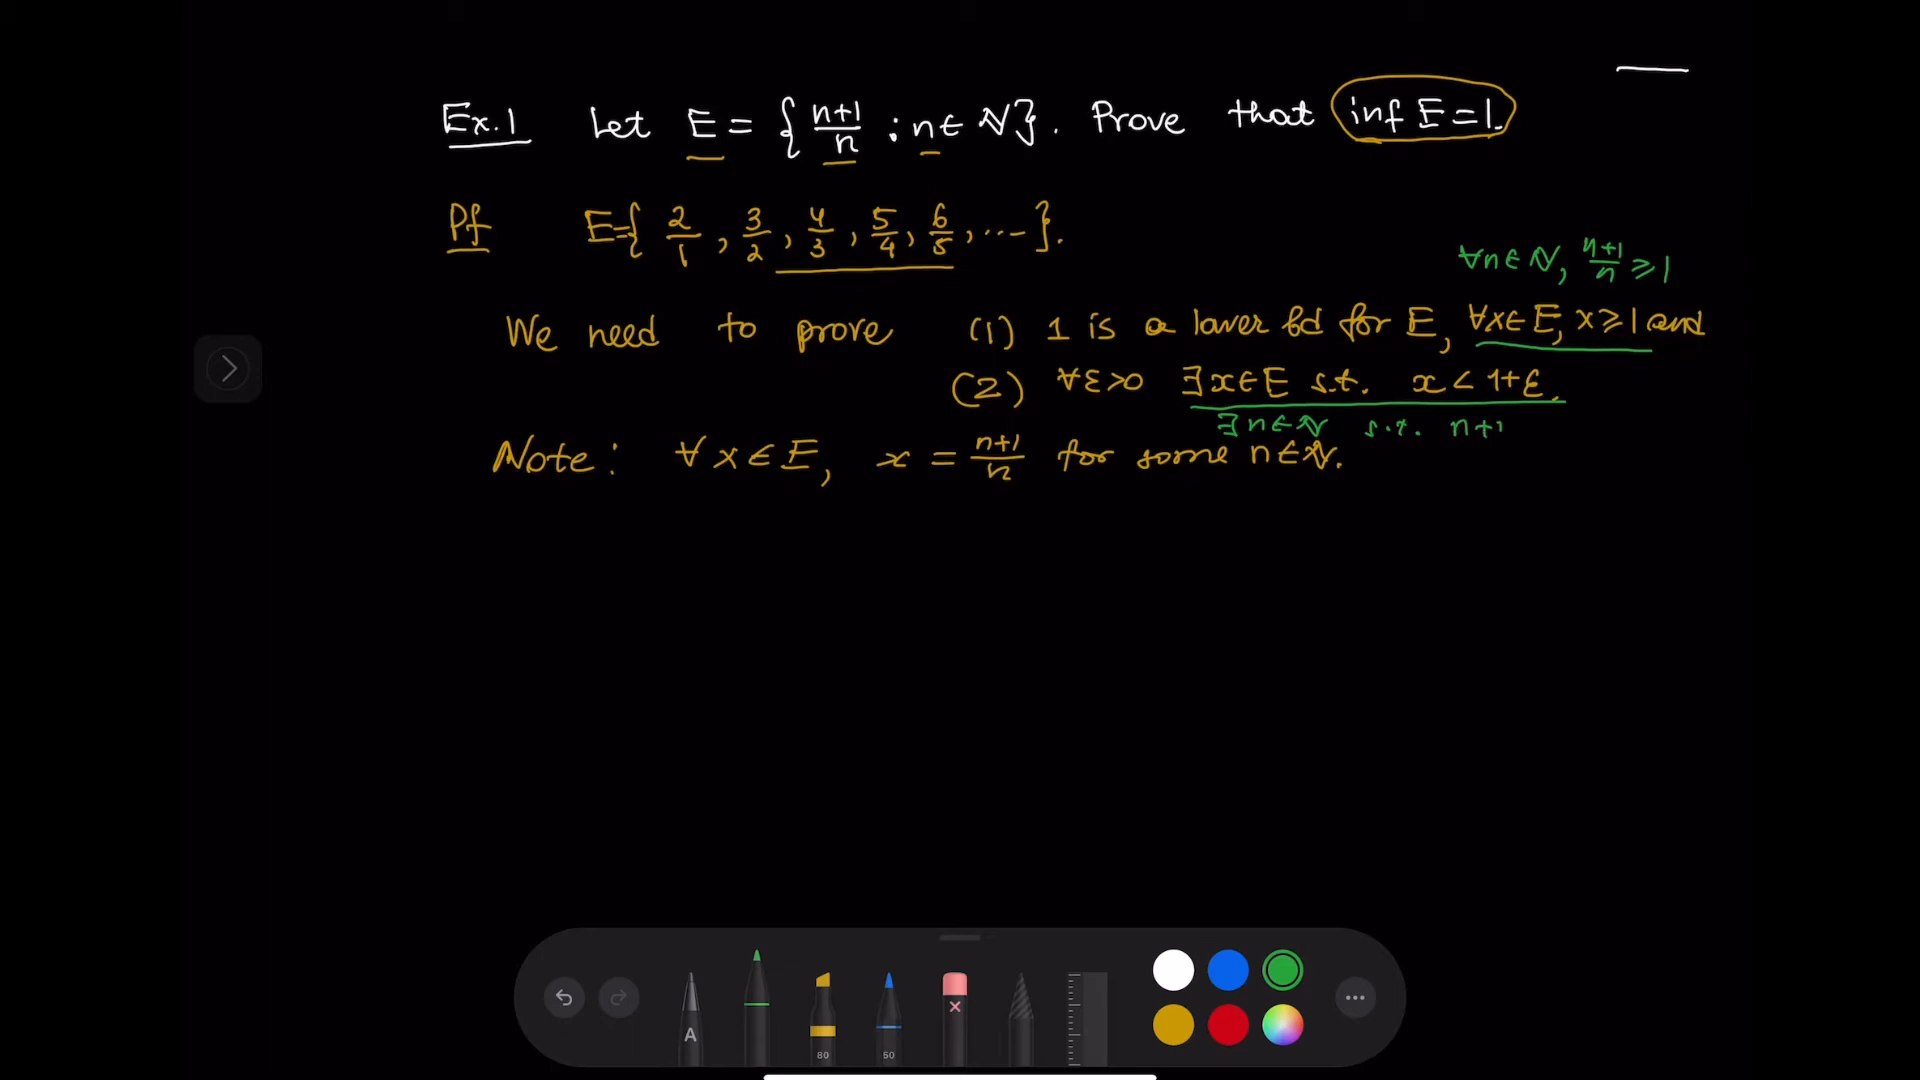 Ex.1 Let E = { n+1/n : n ∈ ℕ}. Prove that inf E = 1.
Pf E={ 2/1, 3/2, 4/3, 5/4, 6/5, ... }.
∀n∈ℕ, n+1/n ≥ 1
We need to prove (1) 1 is a lower bd for E, ∀x∈E, x≥1 and
(2) ∀ε>0 ∃x∈E s.t. x < 1+ε.
∃n∈ℕ s.t. n+1
Note: ∀ x ∈ E, x = n+1/n for some n∈ℕ.
A
80
50